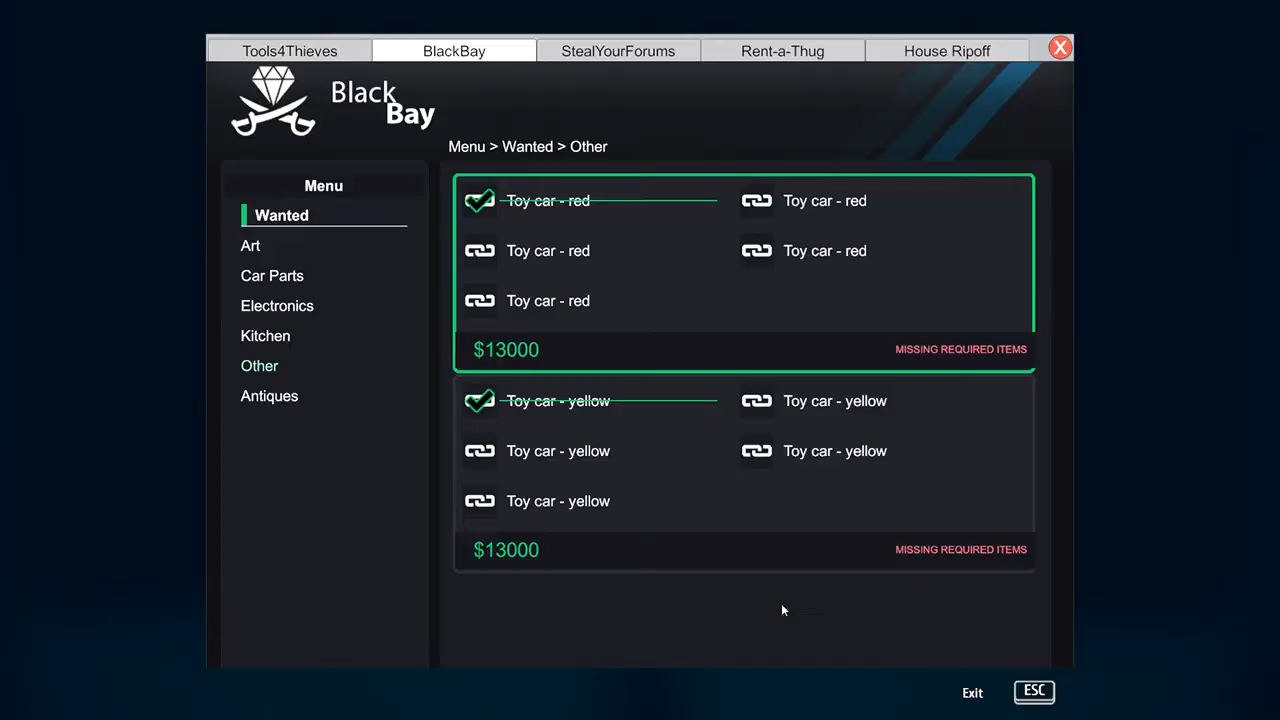 Tools4Thieves BlackBay StealYourForums Rent-a-Thug House Ripoff X
Black
Bay
Menu > Wanted > Other
Menu
Wanted
Art
Car Parts
Electronics
Kitchen
Other
Antiques
Toy car - red Toy car - red
Toy car - red Toy car - red
Toy car - red
$13000 MISSING REQUIRED ITEMS
Toy car - yellow Toy car - yellow
Toy car - yellow Toy car - yellow
Toy car - yellow
$13000 MISSING REQUIRED ITEMS
Exit ESC